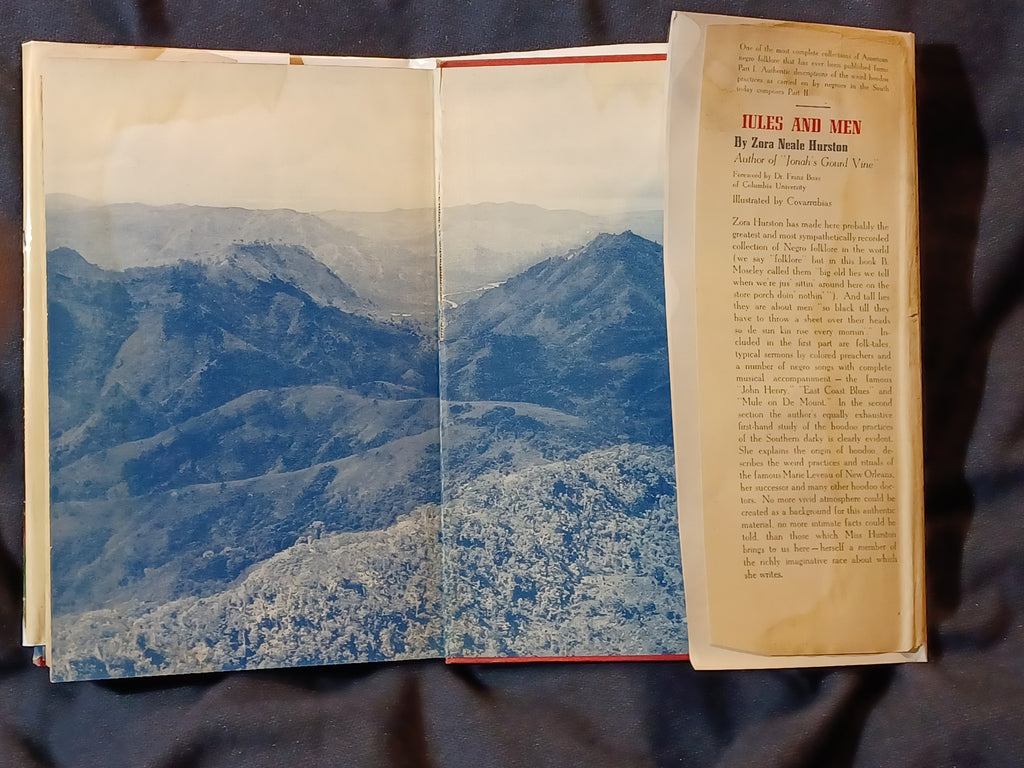 One of the most complete collections of American
negro folklore that has ever been published forms
Part I. Authentic descriptions of the weird hoodoo
practices as carried on by negroes in the South
today composes Part II.
IULES AND MEN
By Zora Neale Hurston
Author of "Jonah's Gourd Vine"
Foreword by Dr. Franz Boas
of Columbia University
Illustrated by Covarrubias
Zora Hurston has made here probably the
greatest and most sympathetically recorded
collection of Negro folklore in the world
(we say "folklore" but in this book B.
Moseley called them "big old lies we tell
when we're jus' sittin' around here on the
store porch doin' nothin'"). And tall lies
they are about men "so black till they
have to throw a sheet over their heads
so de sun kin rise every mornin'." In-
cluded in the first part are folk-tales,
typical sermons by colored preachers and
a number of negro songs with complete
musical accompaniment — the famous
"John Henry," "East Coast Blues" and
"Mule on De Mount." In the second
section the author's equally exhaustive
first-hand study of the hoodoo practices
of the Southern darky is clearly evident.
She explains the origin of hoodoo, de-
scribes the weird practices and rituals of
the famous Marie Leveau of New Orleans,
her successor and many other hoodoo doc-
tors. No more vivid atmosphere could be
created as a background for this authentic
material, no more intimate facts could be
told, than those which Miss Hurston
brings to us here — herself a member of
the richly imaginative race about which
she writes.